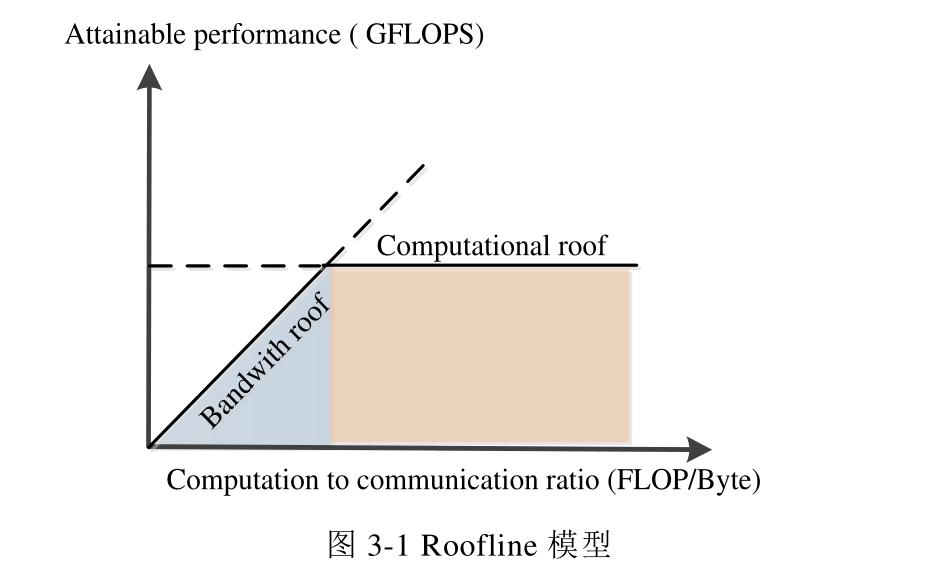 Attainable performance ( GFLOPS)
Computational roof
Bandwith roof
Computation to communication ratio (FLOP/Byte)
图 3-1 Roofline 模型